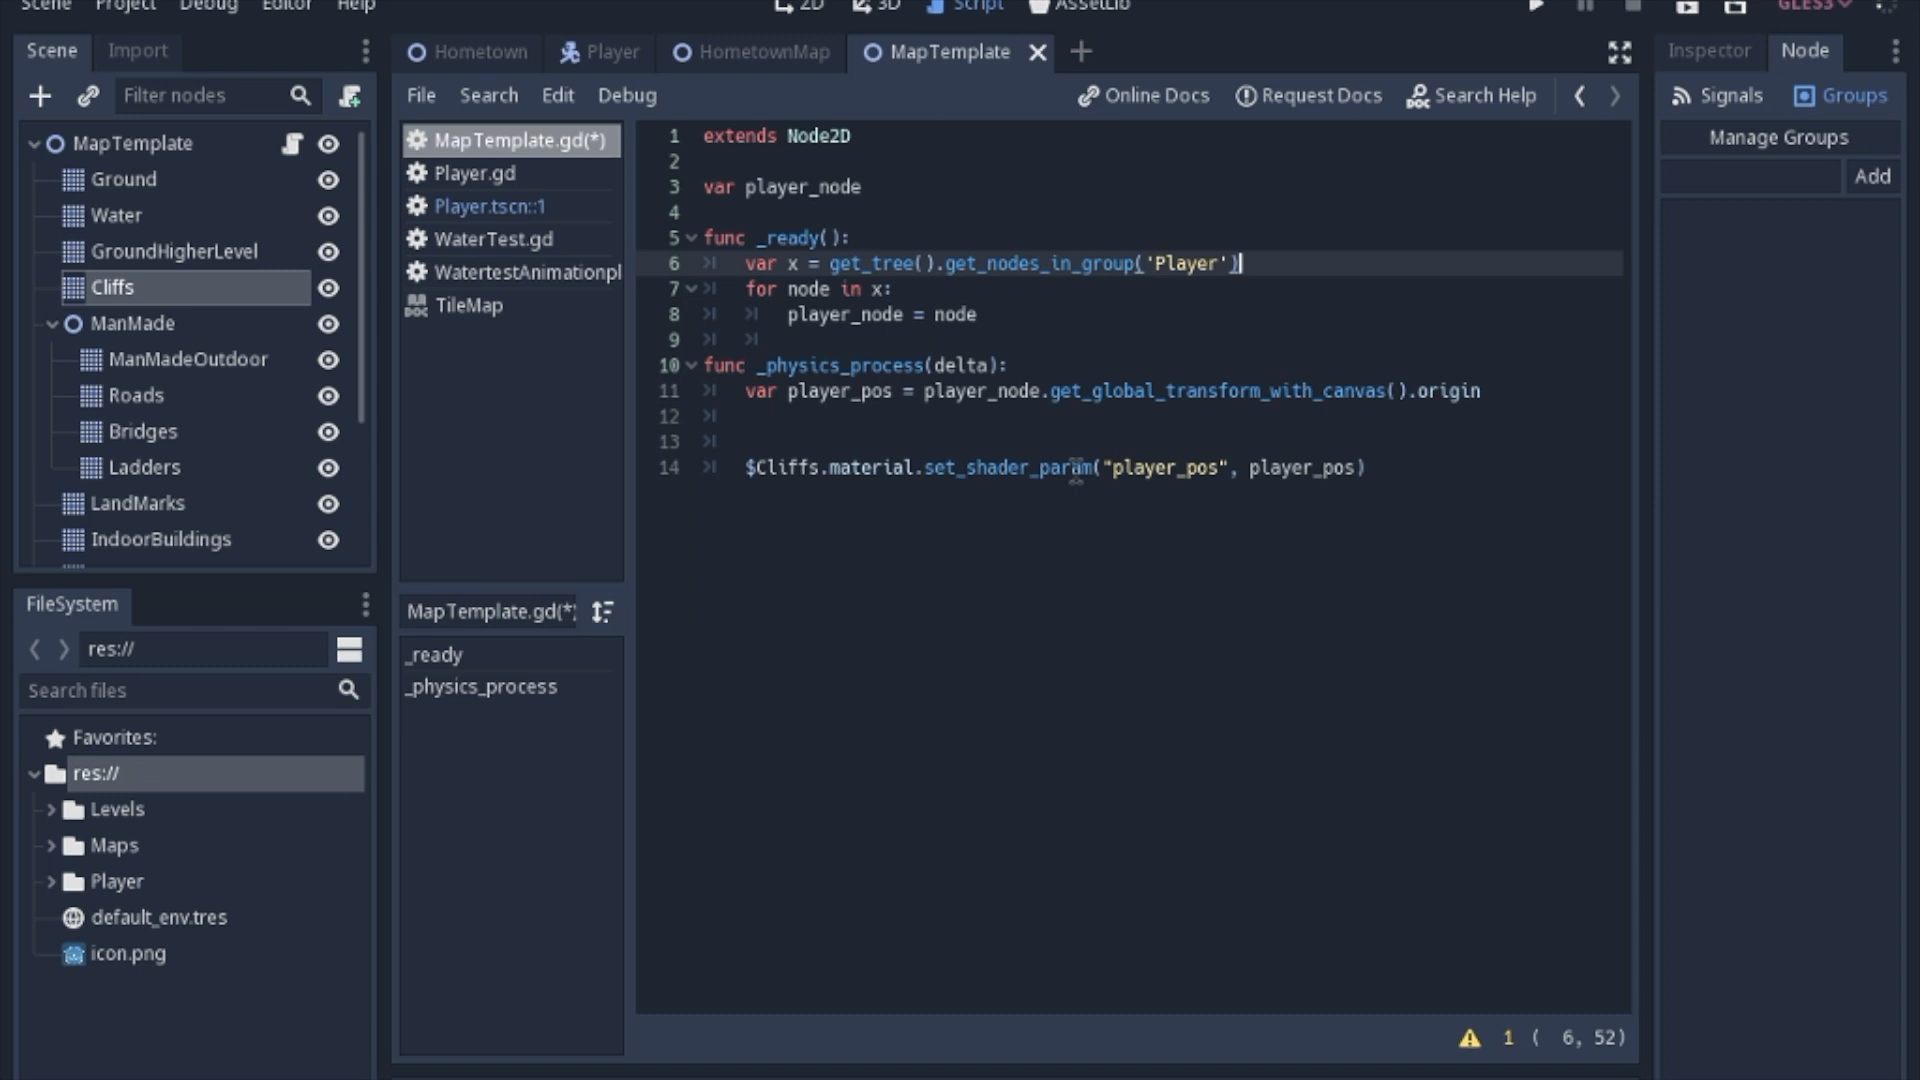 Scene Project Debug Editor Help
2D 3D Script AssetLib
GLES3
Scene Import
Filter nodes
MapTemplate
Ground
Water
GroundHigherLevel
Cliffs
ManMade
ManMadeOutdoor
Roads
Bridges
Ladders
LandMarks
IndoorBuildings
FileSystem
res://
Search files
Favorites:
res://
Levels
Maps
Player
default_env.tres
icon.png
Hometown Player HometownMap MapTemplate
File Search Edit Debug
Online Docs Request Docs Search Help
MapTemplate.gd(*)
Player.gd
Player.tscn::1
WaterTest.gd
WatertestAnimationpl
TileMap
MapTemplate.gd(*)
_ready
_physics_process
1 extends Node2D
2
3 var player_node
4
5 func _ready():
6 var x = get_tree().get_nodes_in_group('Player')
7 for node in x:
8 player_node = node
9
10 func _physics_process(delta):
11 var player_pos = player_node.get_global_transform_with_canvas().origin
12
13
14 $Cliffs.material.set_shader_param("player_pos", player_pos)
1 ( 6, 52)
Inspector Node
Signals Groups
Manage Groups
Add